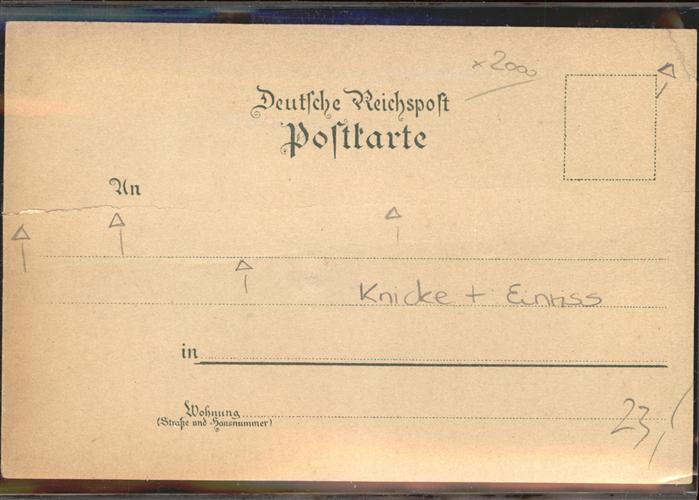 x2000
Deutsche Reichspost
Postkarte
An
Knicke + Einriss
in
Wohnung
(Straße und Hausnummer)
23,/